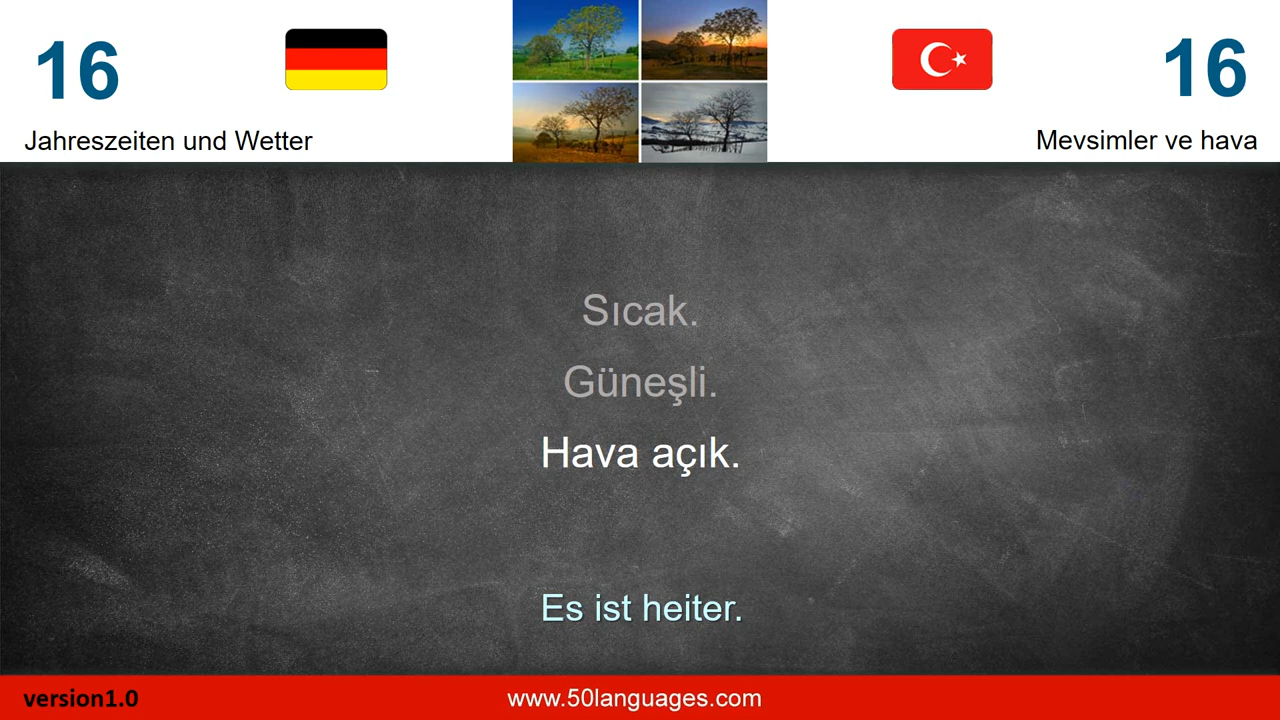 16
16
Jahreszeiten und Wetter
Mevsimler ve hava
Sıcak.
Güneşli.
Hava açık.
Es ist heiter.
version1.0
www.50languages.com